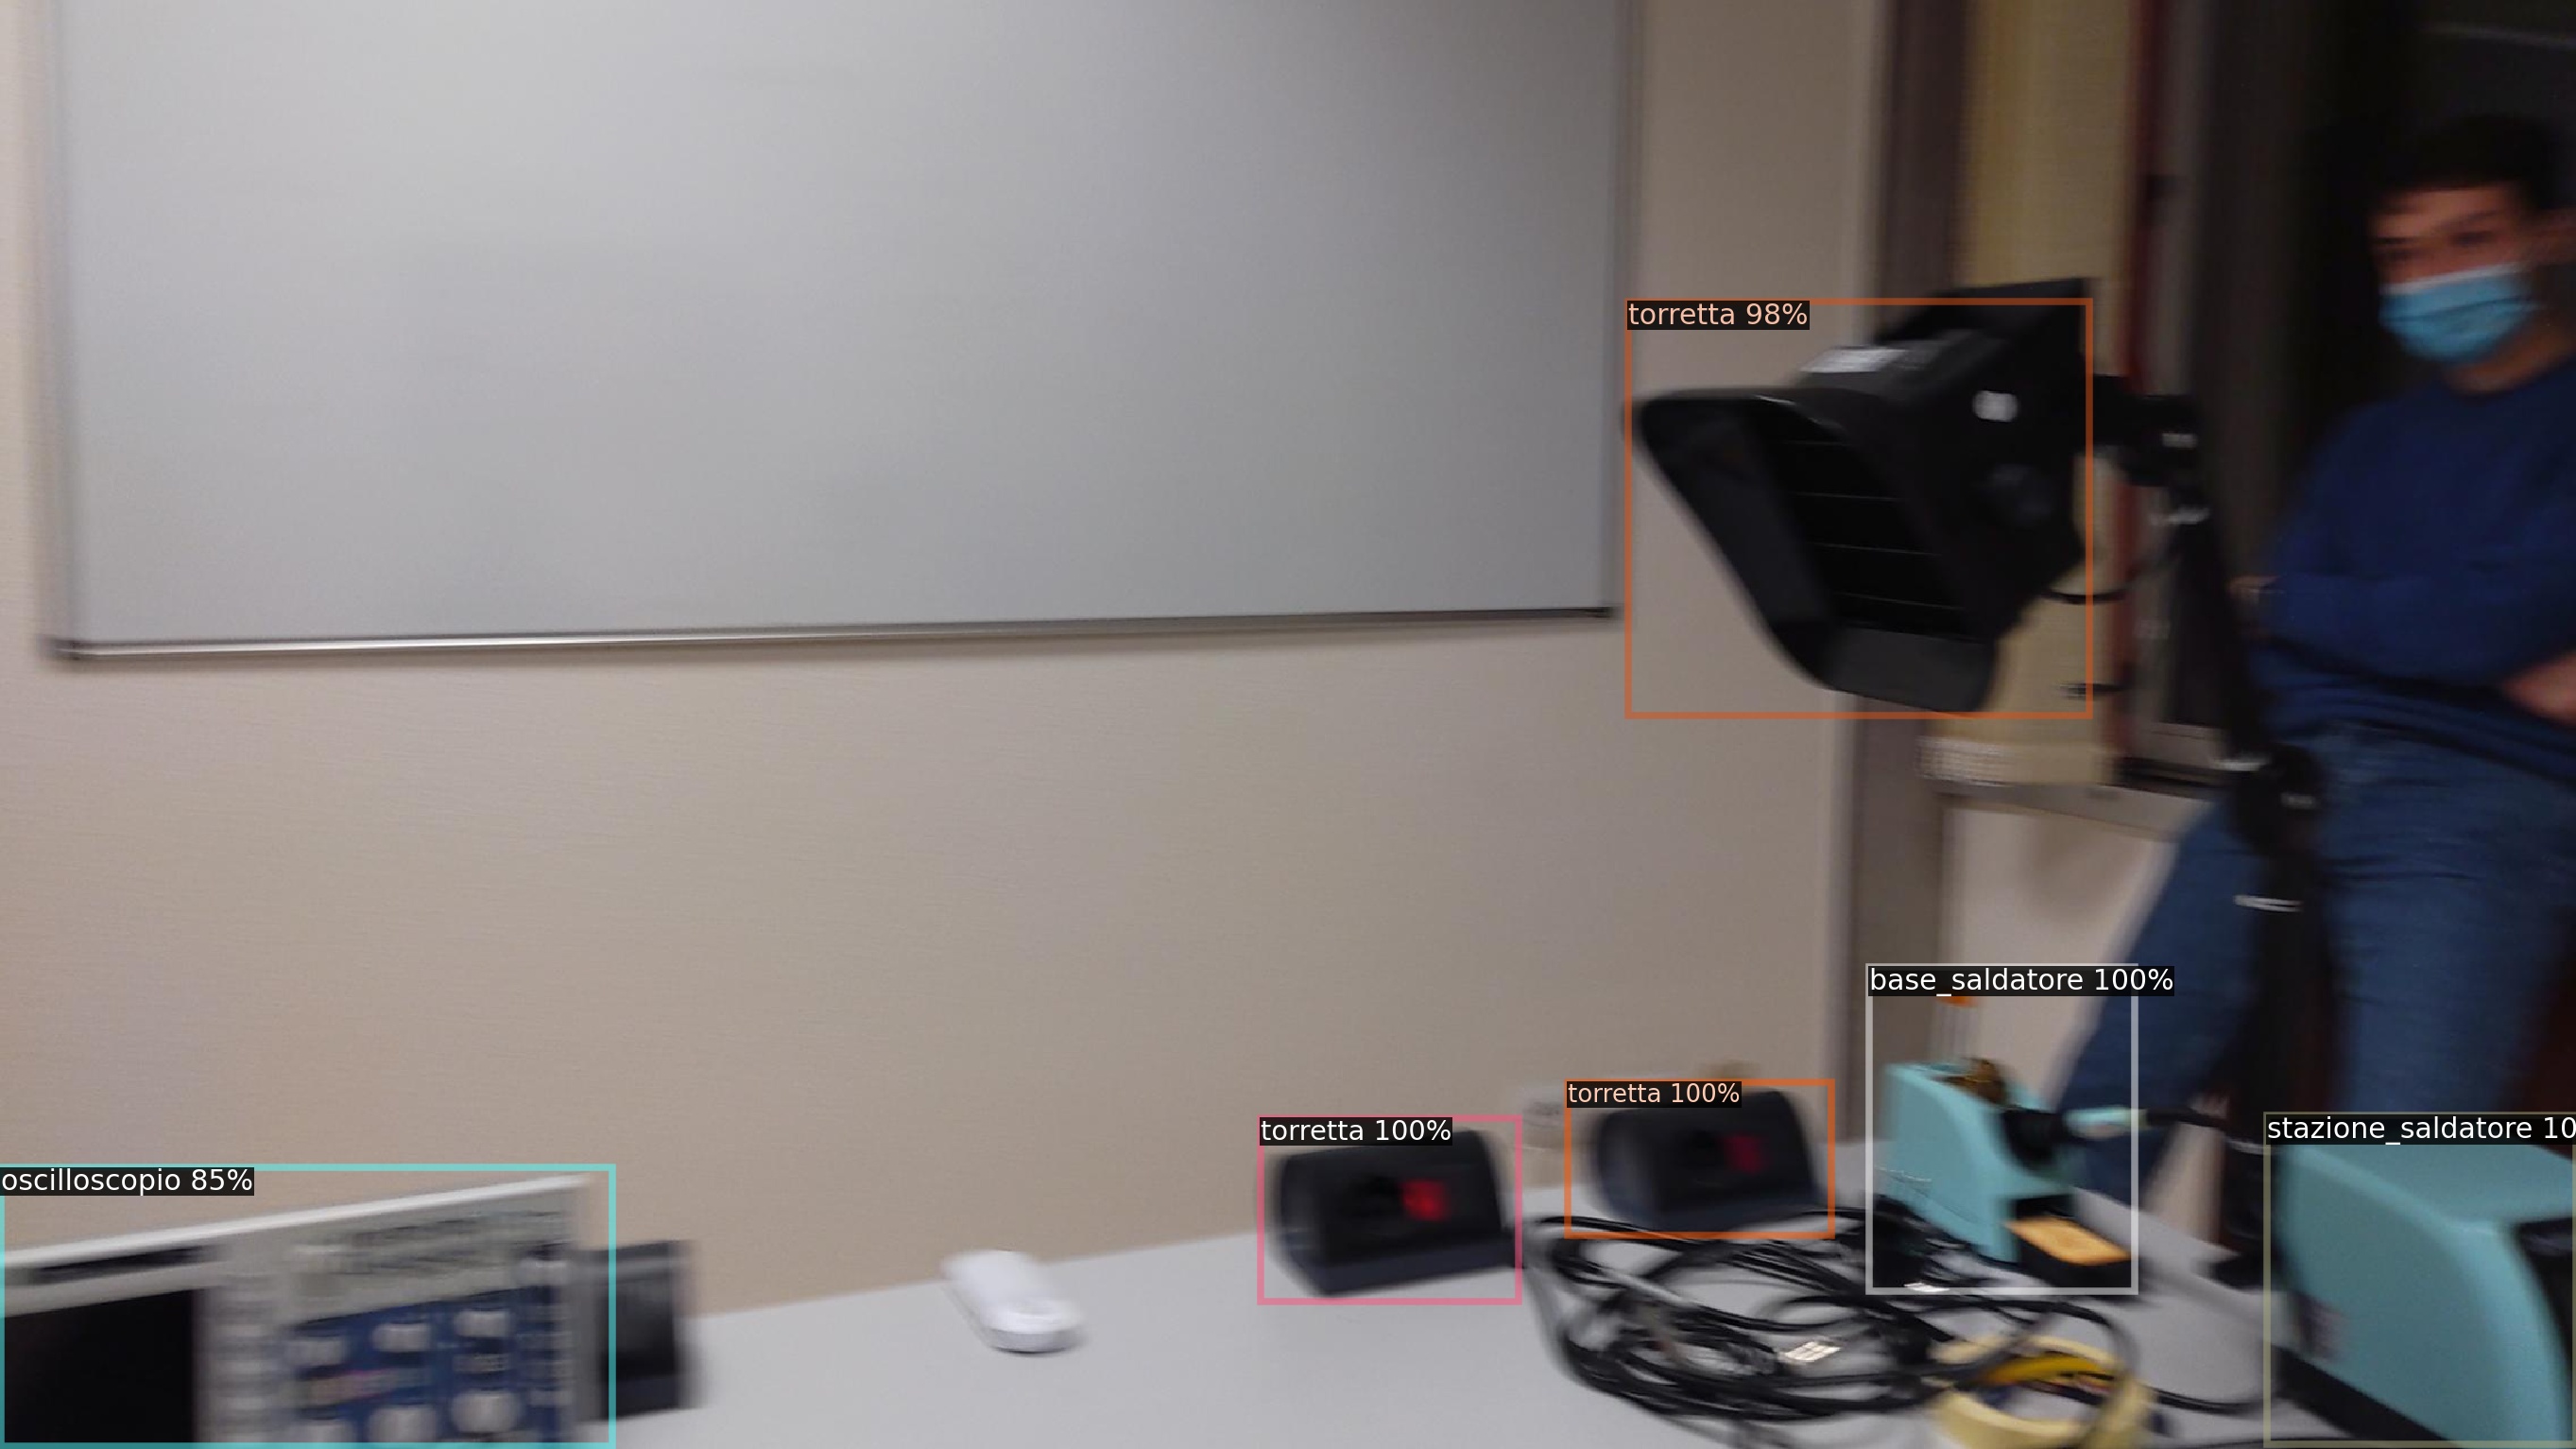 torretta 98%
base_saldatore 100%
torretta 100%
torretta 100%
stazione_saldatore 10
oscilloscopio 85%